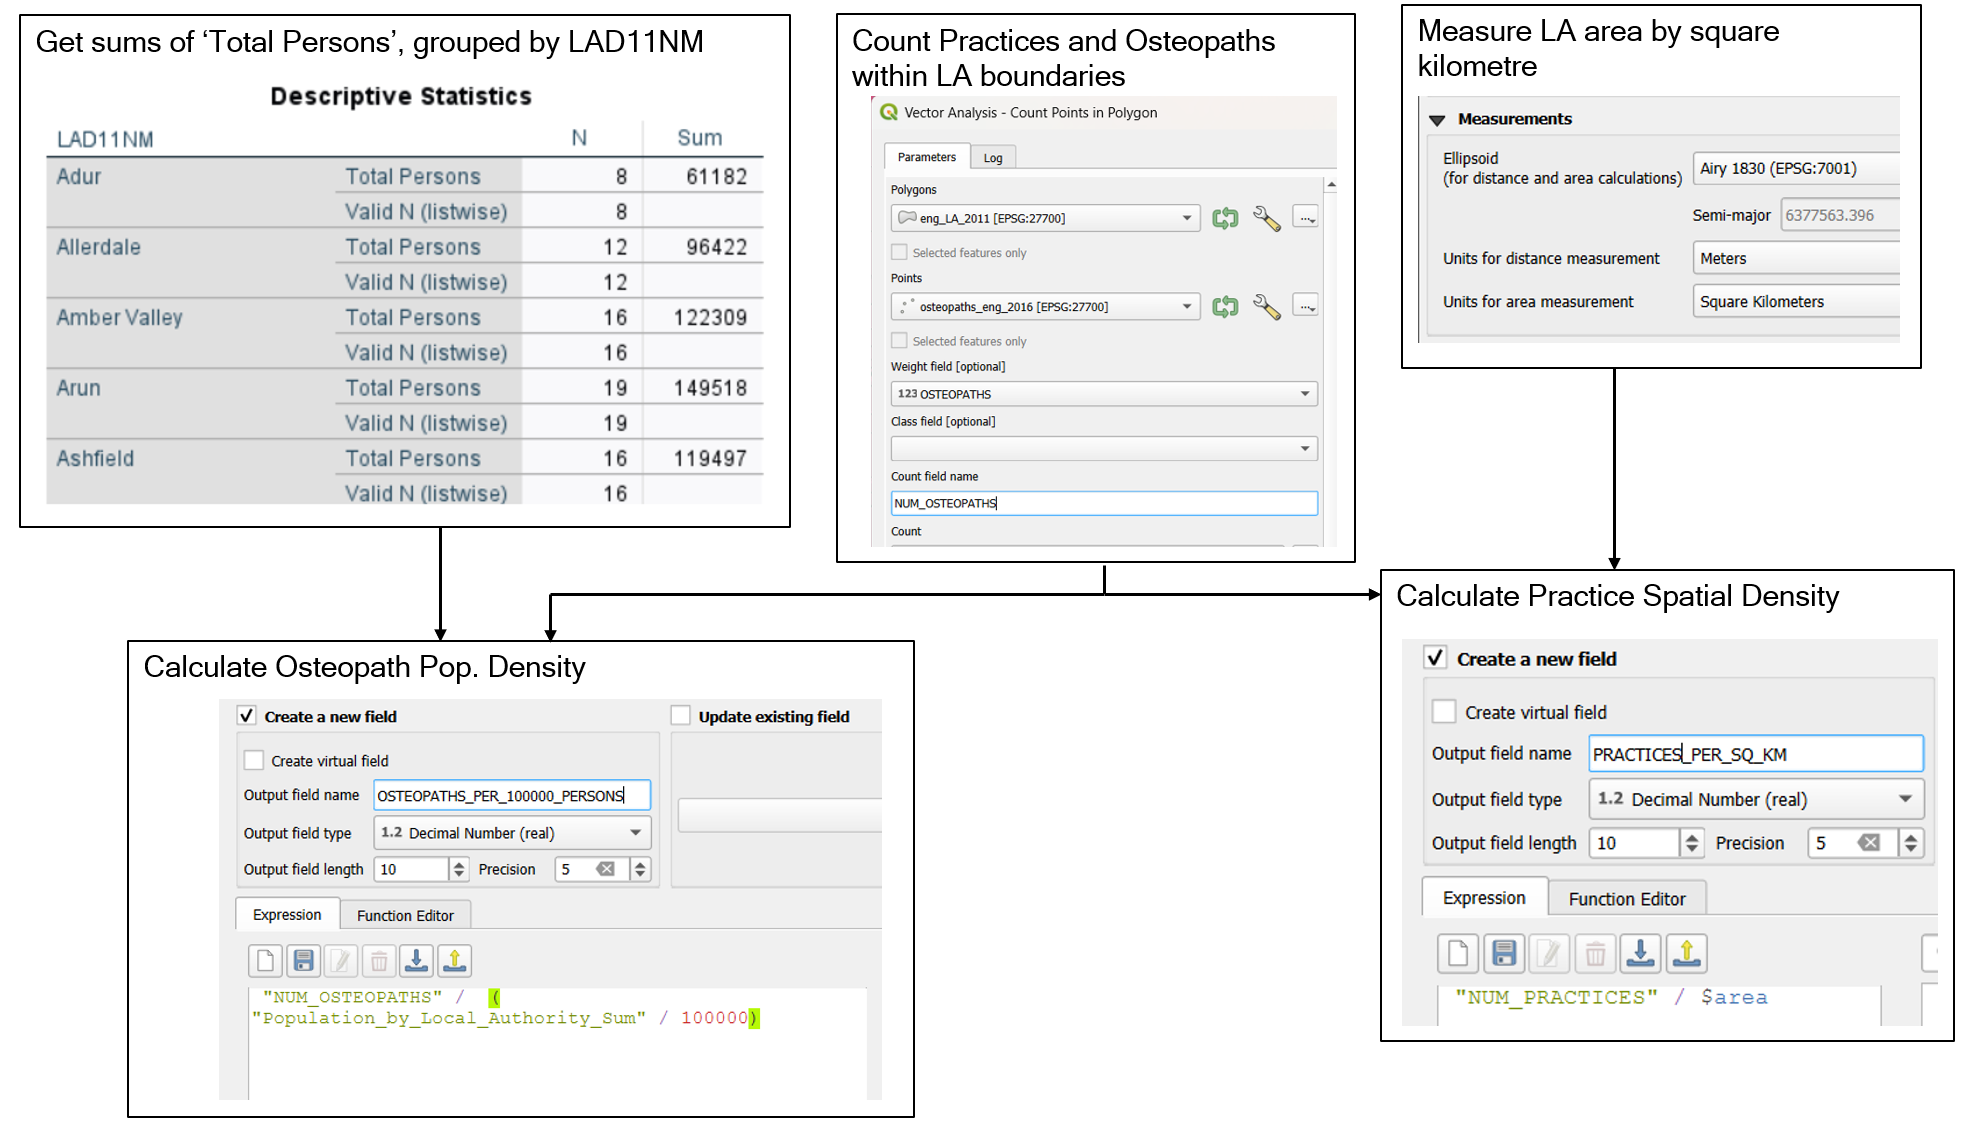 Get sums of ‘Total Persons’, grouped by LAD11NM
Descriptive Statistics
LAD11NM N Sum
Adur Total Persons 8 61182
Valid N (listwise) 8
Allerdale Total Persons 12 96422
Valid N (listwise) 12
Amber Valley Total Persons 16 122309
Valid N (listwise) 16
Arun Total Persons 19 149518
Valid N (listwise) 19
Ashfield Total Persons 16 119497
Valid N (listwise) 16
Count Practices and Osteopaths
within LA boundaries
Vector Analysis - Count Points in Polygon
Parameters Log
Polygons
eng_LA_2011 [EPSG:27700]
...
Selected features only
Points
osteopaths_eng_2016 [EPSG:27700]
...
Selected features only
Weight field [optional]
123 OSTEOPATHS
Class field [optional]
Count field name
NUM_OSTEOPATHS
Count
Measure LA area by square
kilometre
Measurements
Ellipsoid
(for distance and area calculations) Airy 1830 (EPSG:7001)
Semi-major 6377563.396
Units for distance measurement Meters
Units for area measurement Square Kilometers
Calculate Osteopath Pop. Density
Create a new field Update existing field
Create virtual field
Output field name OSTEOPATHS_PER_100000_PERSONS
Output field type 1.2 Decimal Number (real)
Output field length 10 Precision 5
Expression Function Editor
"NUM_OSTEOPATHS" / (
"Population_by_Local_Authority_Sum" / 100000)
Calculate Practice Spatial Density
Create a new field
Create virtual field
Output field name PRACTICES_PER_SQ_KM
Output field type 1.2 Decimal Number (real)
Output field length 10 Precision 5
Expression Function Editor
"NUM_PRACTICES" / $area